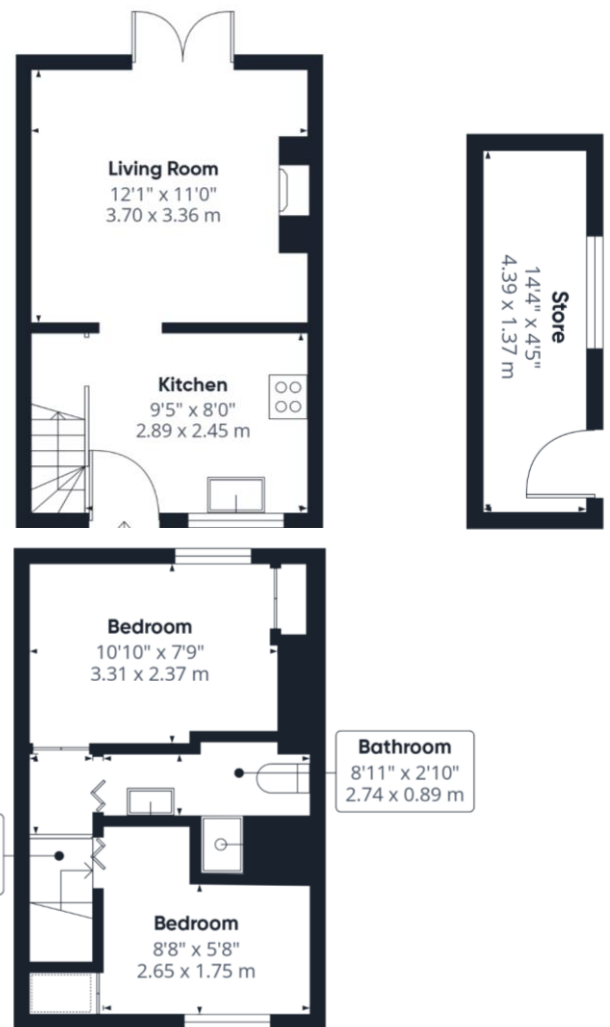 Living Room
12'1" x 11'0"
3.70 x 3.36 m
Kitchen
9'5" x 8'0"
2.89 x 2.45 m
Store
14'4" x 4'5"
4.39 x 1.37 m
Bedroom
10'10" x 7'9"
3.31 x 2.37 m
Bathroom
8'11" x 2'10"
2.74 x 0.89 m
Bedroom
8'8" x 5'8"
2.65 x 1.75 m